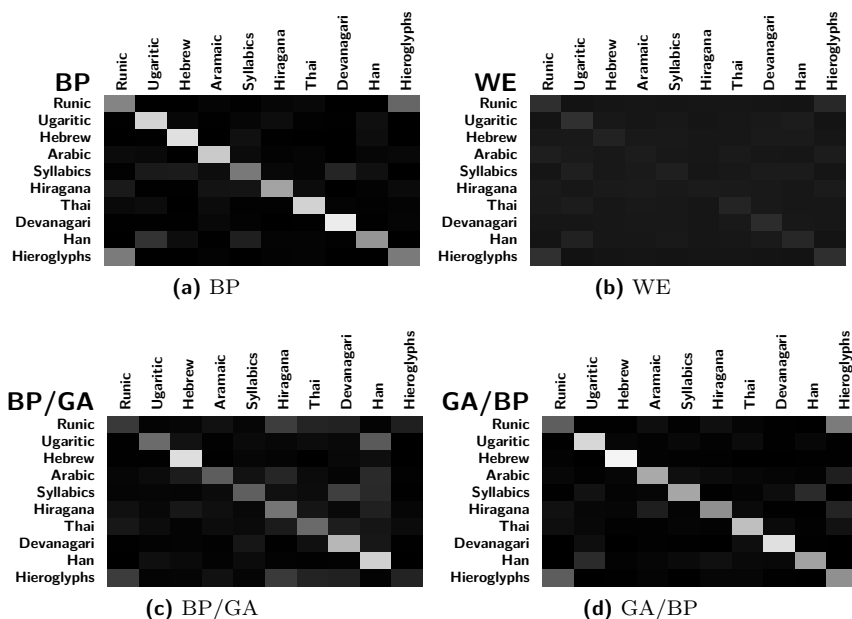 BP
Runic Ugaritic Hebrew Aramaic Syllabics Hiragana Thai Devanagari Han Hieroglyphs
Runic
Ugaritic
Hebrew
Arabic
Syllabics
Hiragana
Thai
Devanagari
Han
Hieroglyphs
(a) BP
WE
Runic Ugaritic Hebrew Aramaic Syllabics Hiragana Thai Devanagari Han Hieroglyphs
Runic
Ugaritic
Hebrew
Arabic
Syllabics
Hiragana
Thai
Devanagari
Han
Hieroglyphs
(b) WE
BP/GA
Runic Ugaritic Hebrew Aramaic Syllabics Hiragana Thai Devanagari Han Hieroglyphs
Runic
Ugaritic
Hebrew
Arabic
Syllabics
Hiragana
Thai
Devanagari
Han
Hieroglyphs
(c) BP/GA
GA/BP
Runic Ugaritic Hebrew Aramaic Syllabics Hiragana Thai Devanagari Han Hieroglyphs
Runic
Ugaritic
Hebrew
Arabic
Syllabics
Hiragana
Thai
Devanagari
Han
Hieroglyphs
(d) GA/BP